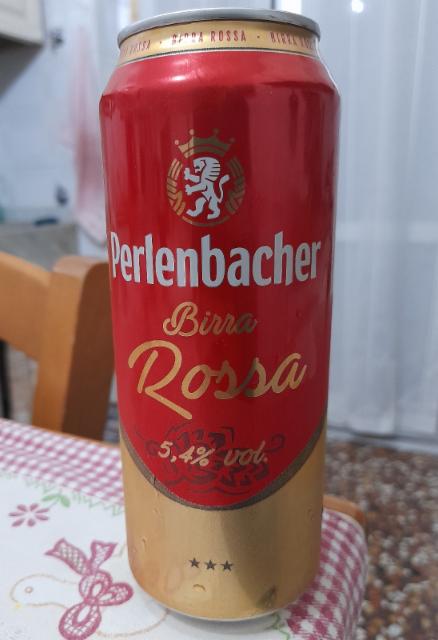 ROSSA • BIRRA ROSSA • BIRRA
Perlenbacher
Birra
Rossa
5,4% vol.